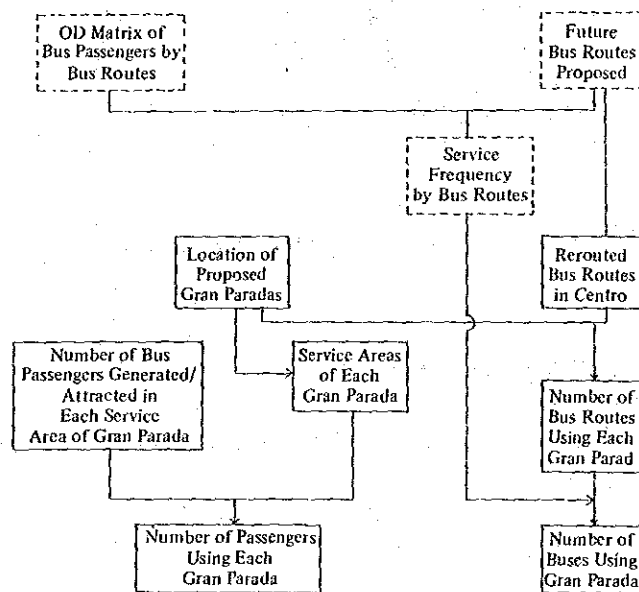 OD Matrix of
Bus Passengers by
Bus Routes
Future
Bus Routes
Proposed
Service
Frequency
by Bus Routes
Location of
Proposed
Gran Paradas
Rerouted
Bus Routes
in Centro
Number of Bus
Passengers Generated/
Attracted in
Each Service
Area of Gran Parada
Service Areas
of Each
Gran Parada
Number of
Bus Routes
Using Each
Gran Parad
Number of Passengers
Using Each
Gran Parada
Number of
Buses Using
Gran Parada